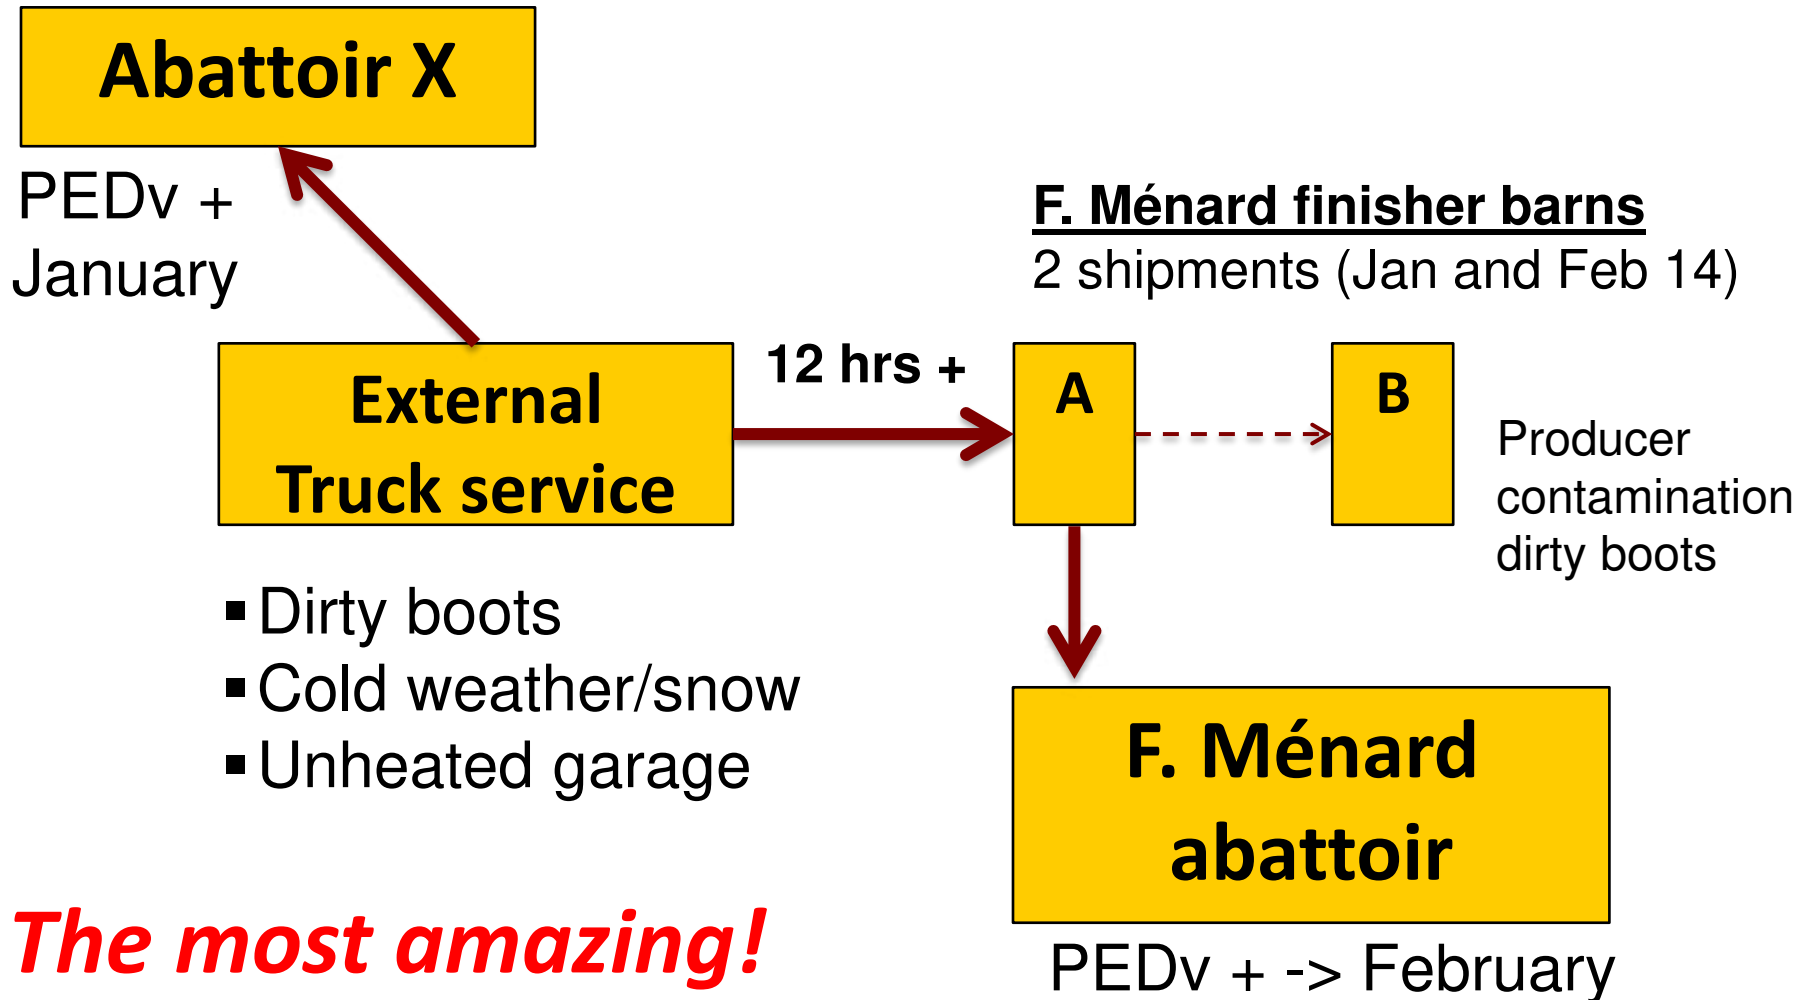 Abattoir X
PEDv +
January
F. Ménard finisher barns
2 shipments (Jan and Feb 14)
External
Truck service
12 hrs +
A
B
Producer
contamination
dirty boots
▪Dirty boots
▪Cold weather/snow
▪Unheated garage
F. Ménard
abattoir
The most amazing!
PEDv + -> February